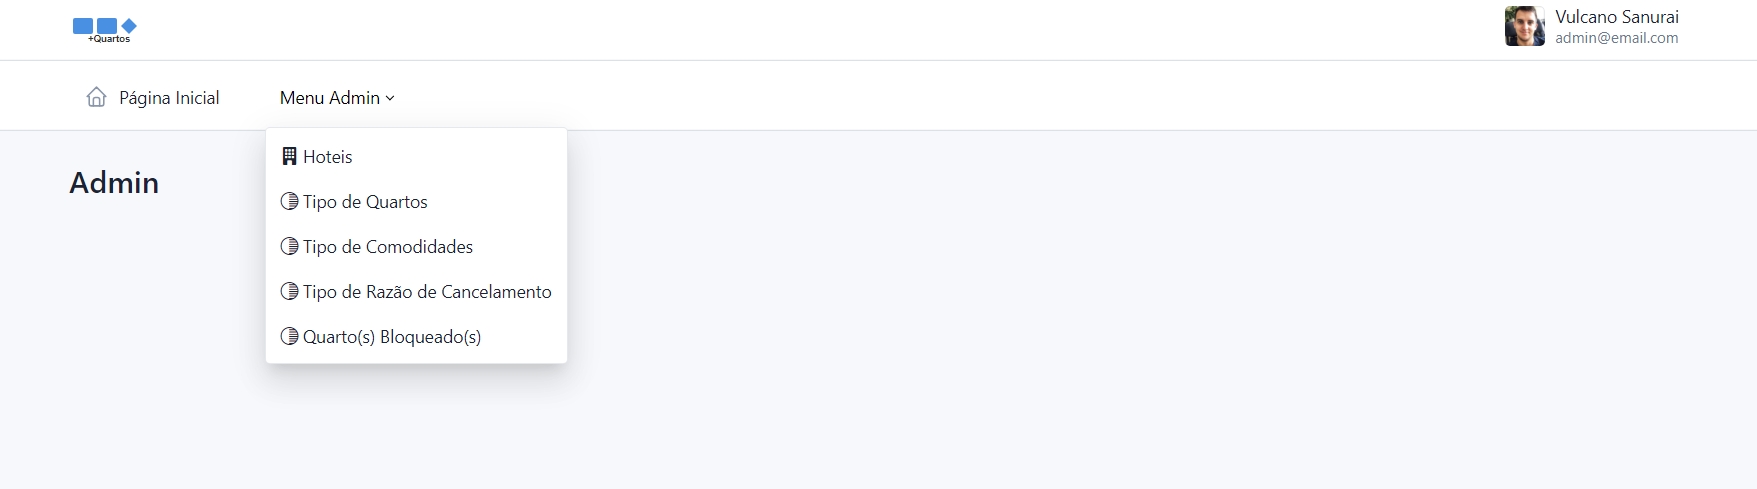 +Quartos
Vulcano Sanurai
admin@email.com
Página Inicial
Menu Admin
Admin
Hoteis
Tipo de Quartos
Tipo de Comodidades
Tipo de Razão de Cancelamento
Quarto(s) Bloqueado(s)